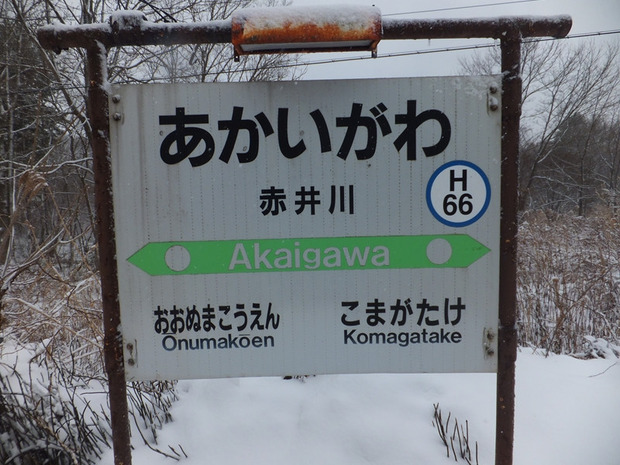 あかいがわ
赤井川
H
66
Akaigawa
おおぬまこうえん
Onumakōen
こまがたけ
Komagatake